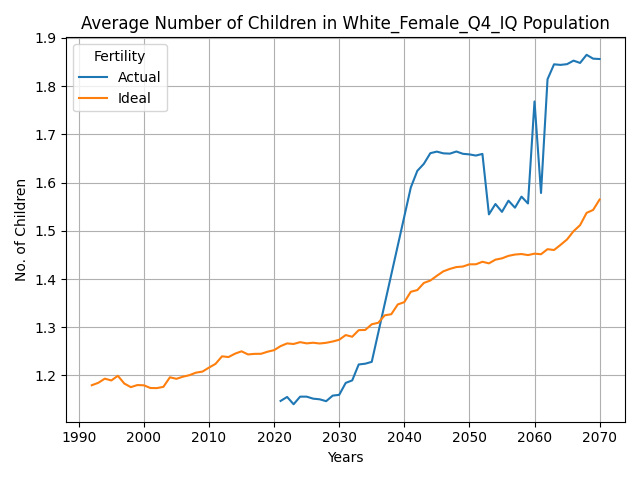 Average Number of Children in White_Female_Q4_IQ Population
1.9
1.8
1.7
1.6
1.5
1.4
1.3
1.2
No. of Children
Fertility
Actual
Ideal
1990 2000 2010 2020 2030 2040 2050 2060 2070
Years